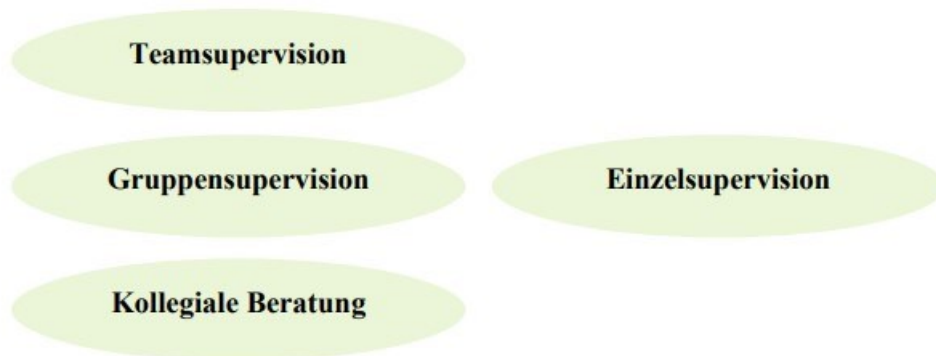 Teamsupervision
Gruppensupervision
Einzelsupervision
Kollegiale Beratung